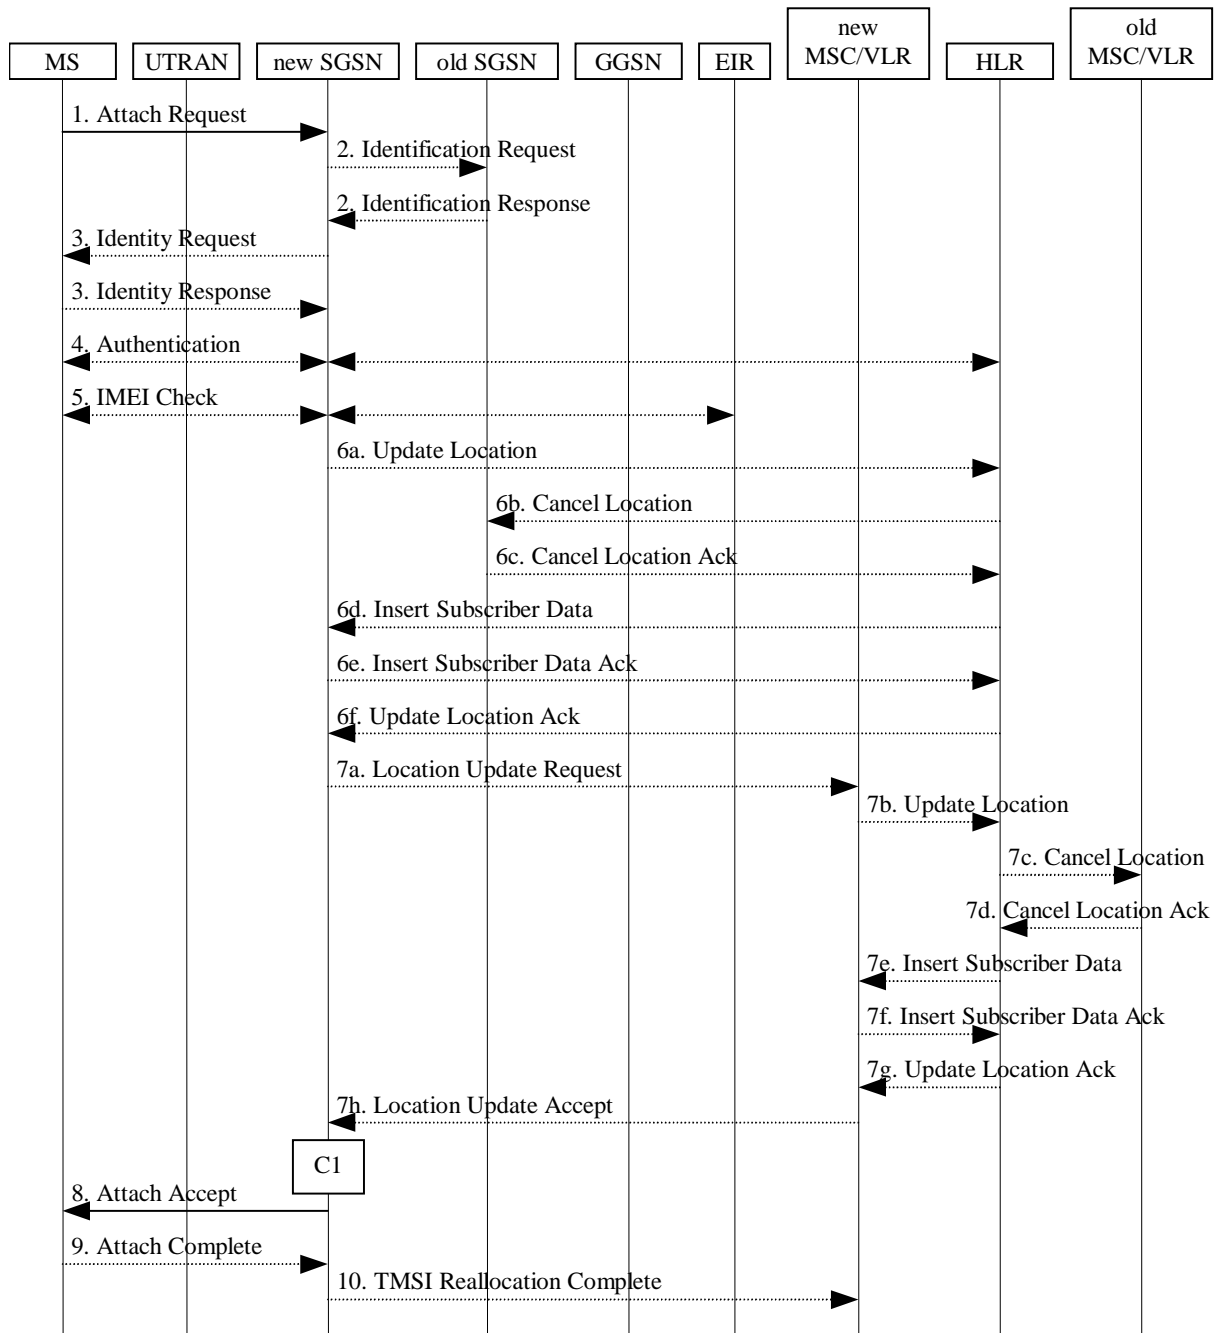 new
MSC/VLR
old
MSC/VLR
MS
UTRAN
new SGSN
old SGSN
GGSN
EIR
HLR
1. Attach Request
2. Identification Request
2. Identification Response
3. Identity Request
3. Identity Response
4. Authentication
5. IMEI Check
6a. Update Location
6b. Cancel Location
6c. Cancel Location Ack
6d. Insert Subscriber Data
6e. Insert Subscriber Data Ack
6f. Update Location Ack
7a. Location Update Request
7b. Update Location
7c. Cancel Location
7d. Cancel Location Ack
7e. Insert Subscriber Data
7f. Insert Subscriber Data Ack
7g. Update Location Ack
7h. Location Update Accept
C1
8. Attach Accept
9. Attach Complete
10. TMSI Reallocation Complete